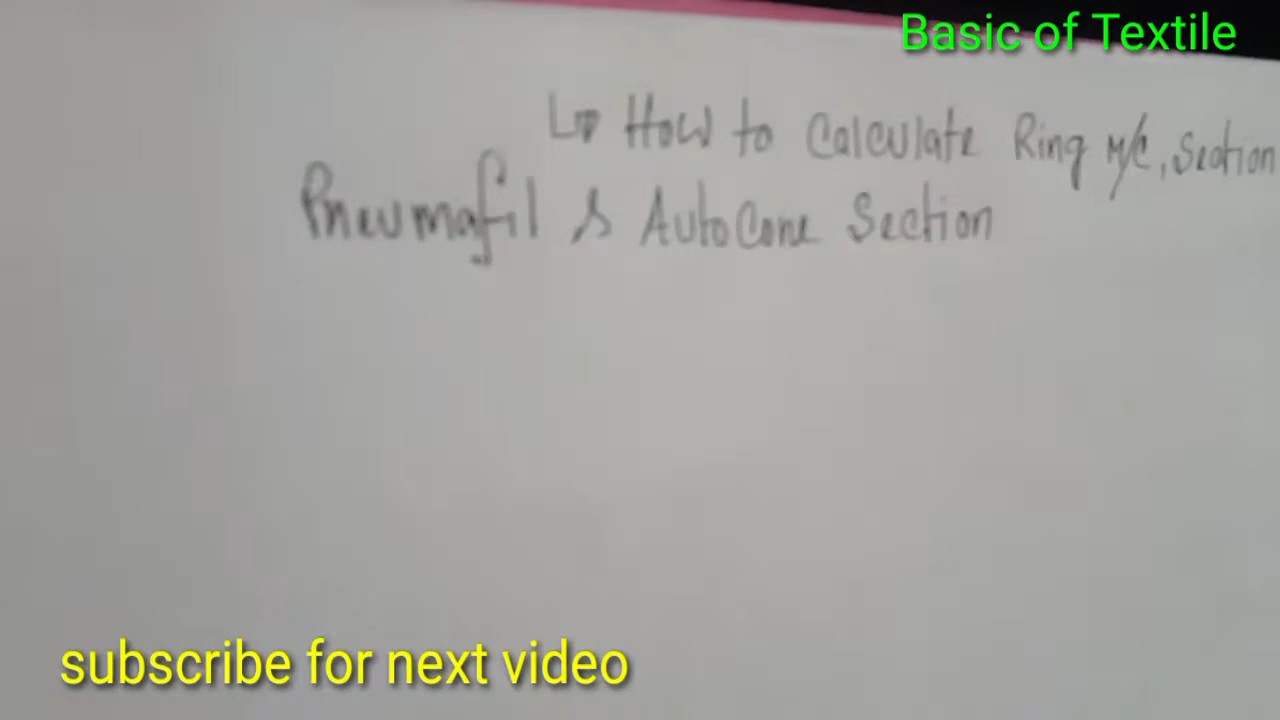 Basic of Textile
How to Calculate Ring M/C, Section
Pneumafil & AutoCone Section
subscribe for next video